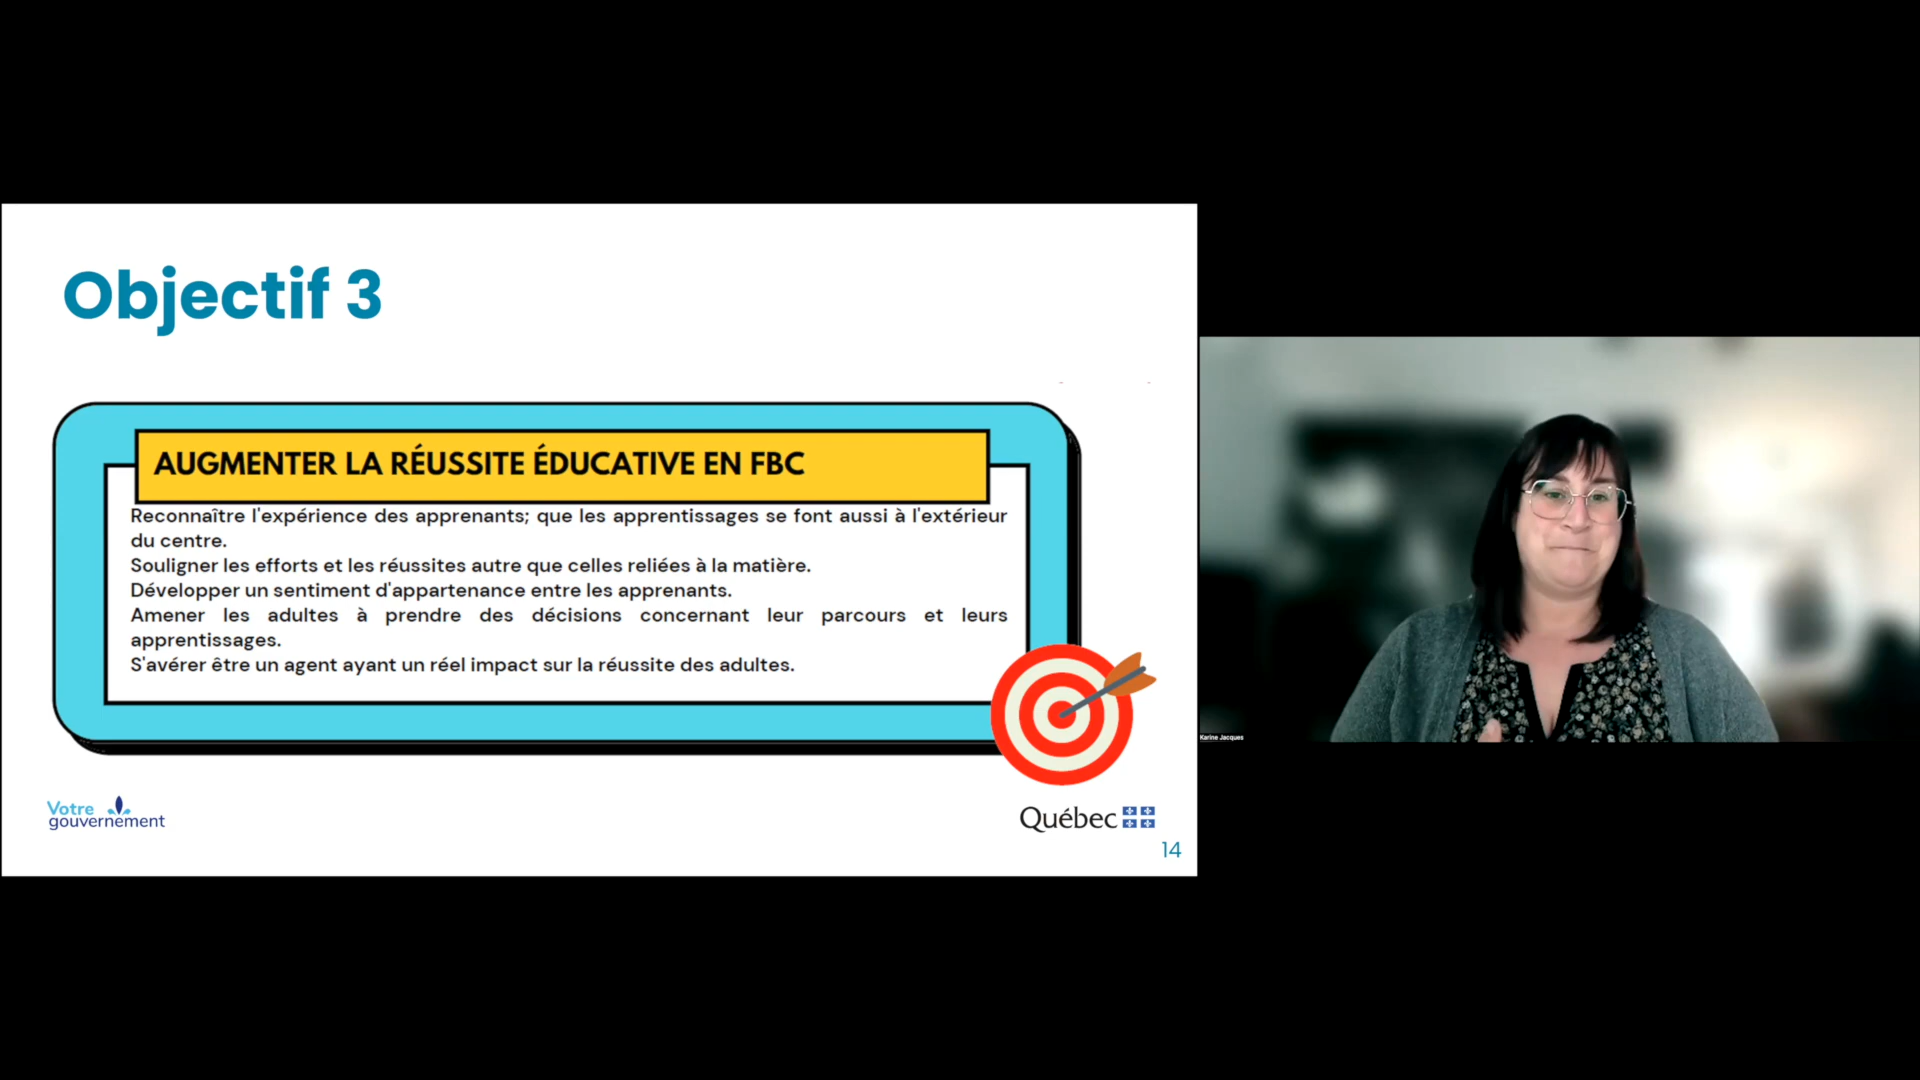 Objectif 3
AUGMENTER LA RÉUSSITE ÉDUCATIVE EN FBC
Reconnaître l'expérience des apprenants; que les apprentissages se font aussi à l'extérieur
du centre.
Souligner les efforts et les réussites autre que celles reliées à la matière.
Développer un sentiment d'appartenance entre les apprenants.
Amener les adultes à prendre des décisions concernant leur parcours et leurs
apprentissages.
S'avérer être un agent ayant un réel impact sur la réussite des adultes.
Votre
gouvernement
Québec
14
Karine Jacques